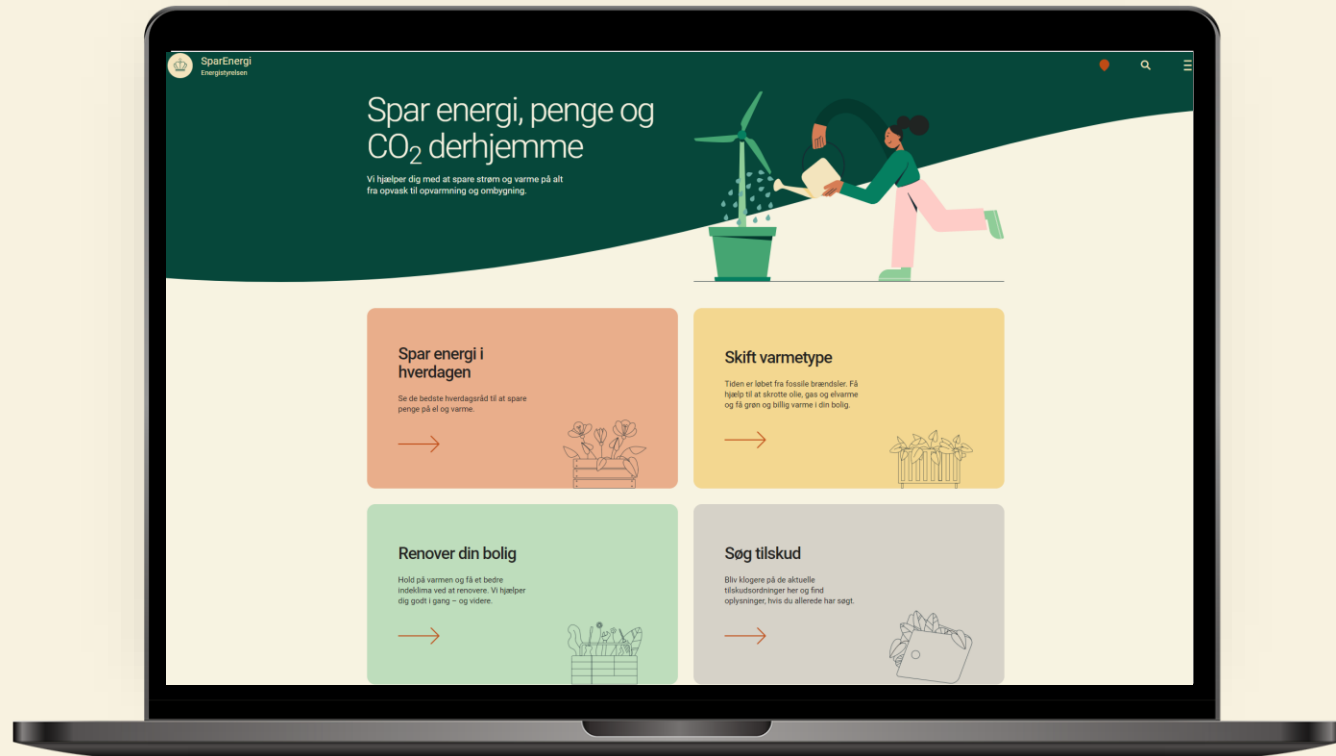 SparEnergi
Energistyrelsen
Spar energi, penge og
CO₂ derhjemme
Vi hjælper dig med at spare strøm og varme på alt
fra opvask til opvarmning og ombygning.
Spar energi i
hverdagen
Se de bedste hverdagsråd til at spare
penge på el og varme.
Skift varmetype
Tiden er løbet fra fossile brændsler. Få
hjælp til at skrotte olie, gas og elvarme
og få grøn og billig varme i din bolig.
Renover din bolig
Hold på varmen og få et bedre
indeklima ved at renovere. Vi hjælper
dig godt i gang – og videre.
Søg tilskud
Bliv klogere på de aktuelle
tilskudsordninger her og find
oplysninger, hvis du allerede har søgt.